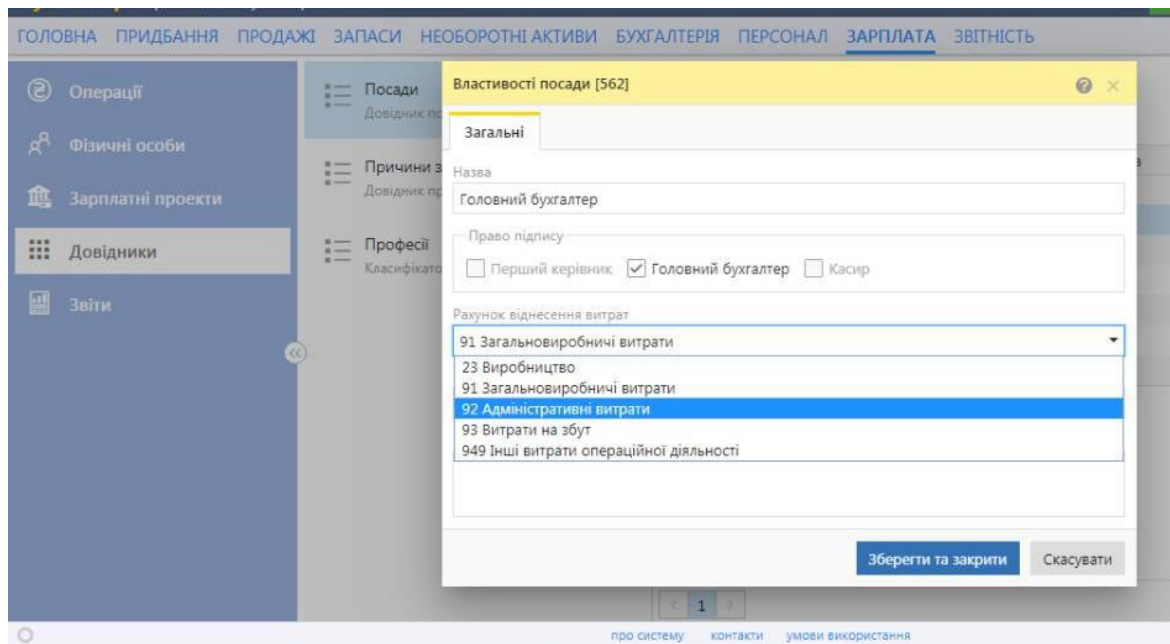 ГОЛОВНА ПРИДБАННЯ ПРОДАЖІ ЗАПАСИ НЕОБОРОТНІ АКТИВИ БУХГАЛТЕРІЯ ПЕРСОНАЛ ЗАРПЛАТА ЗВІТНІСТЬ
Операції
Фізичні особи
Зарплатні проекти
Довідники
Звіти
Посади
Довідник
Причини
Довідник
Професії
Властивості посади [562]
Загальні
Назва
Головний бухгалтер
Право підпису
Перший керівник Головний бухгалтер Касир
Рахунок віднесення витрат
91 Загальновиробничі витрати
23 Виробництво
91 Загальновиробничі витрати
92 Адміністративні витрати
93 Витрати на збут
949 Інші витрати операційної діяльності
Зберегти та закрити Скасувати
1
про систему контакти умови використання